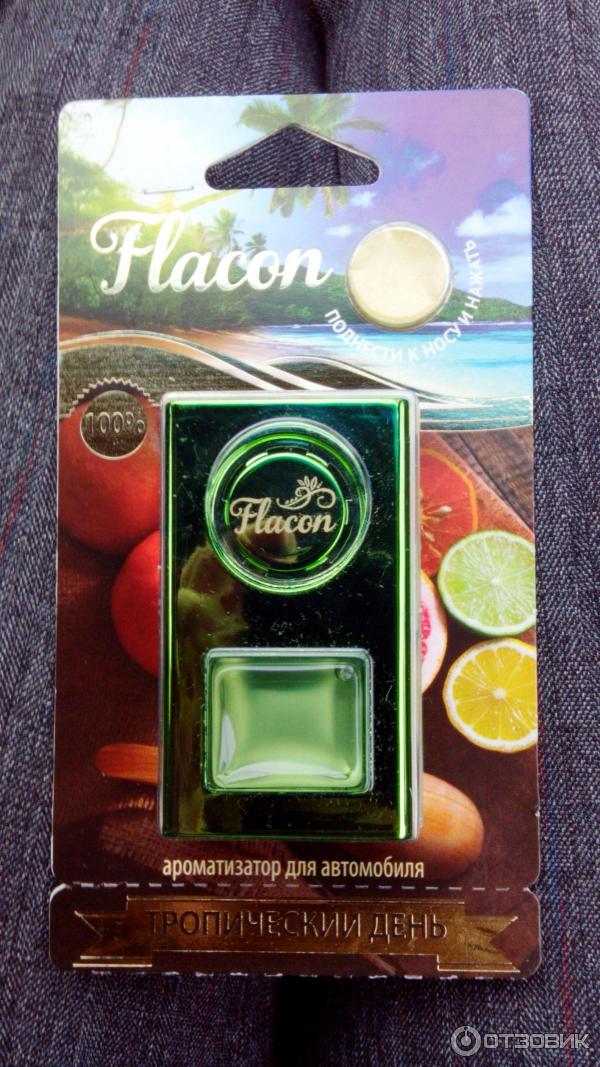 Flacon
ПОДНЕСТИ К НОСУ И НАЖАТЬ
100%
Flacon
ароматизатор для автомобиля
ТРОПИЧЕСКИЙ ДЕНЬ
ОТЗОВИК